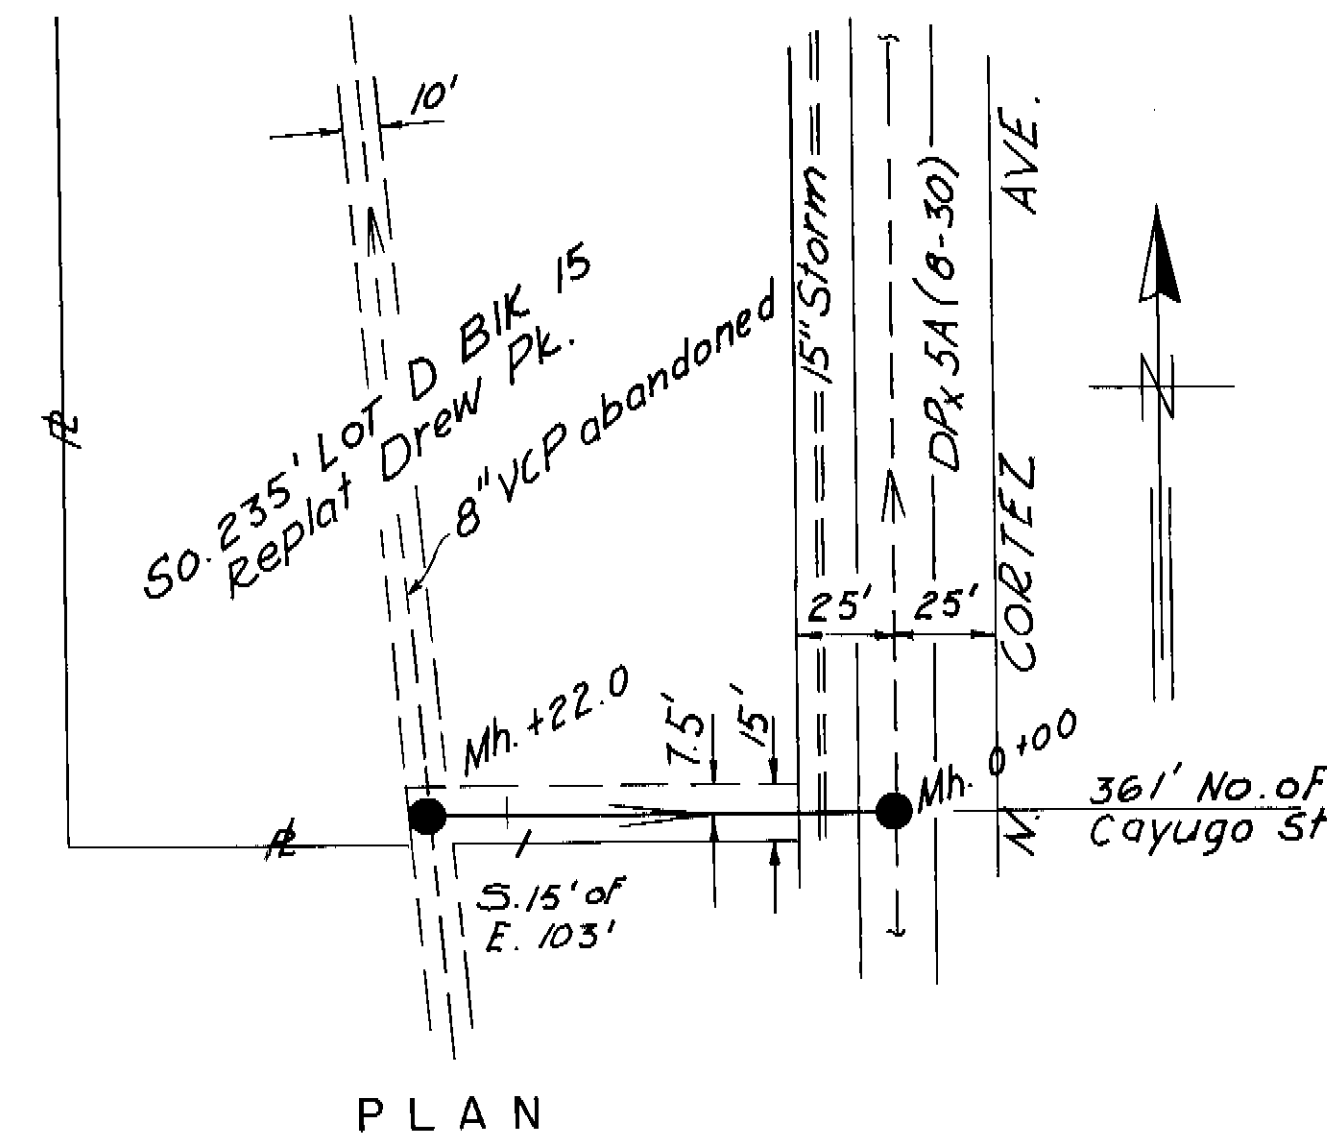 10'
So. 235' LOT D Blk 15
Replat Drew Pk.
8" VCP abandoned
15" Storm
DPx 5A (8-30)
N. CORTEZ AVE.
N
25'
25'
Mh. +22.0
7.5'
15'
Mh. 0+00
361' No. of
Cayugo St
S. 15' of
E. 103'
PLAN